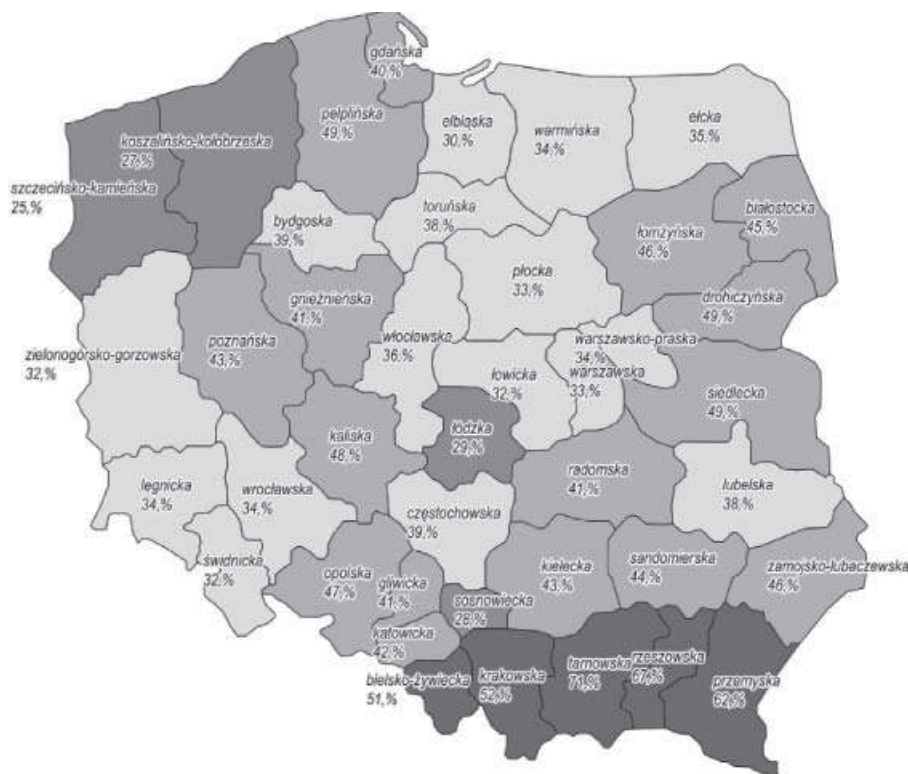 gdańska
40,%
pelplińska
49,%
elbląska
30,%
warmińska
34,%
ełcka
35,%
koszalińsko-kołobrzeska
27,%
szczecińsko-kamieńska
25,%
bydgoska
39,%
toruńska
38,%
łomżyńska
46,%
białostocka
45,%
płocka
33,%
drohiczyńska
49,%
gnieźnieńska
41,%
zielonogórsko-gorzowska
32,%
poznańska
43,%
włocławska
36,%
warszawsko-praska
34,%
łowicka
32,%
warszawska
33,%
siedlecka
49,%
kaliska
48,%
łódzka
29,%
radomska
41,%
lubelska
38,%
legnicka
34,%
wrocławska
34,%
częstochowska
39,%
świdnicka
32,%
opolska
47,%
gliwicka
41,%
kielecka
43,%
sandomierska
44,%
zamojsko-lubaczewska
46,%
sosnowiecka
28,%
katowicka
42,%
bielsko-żywiecka
51,%
krakowska
52,%
tarnowska
71,%
rzeszowska
67,%
przemyska
62,%